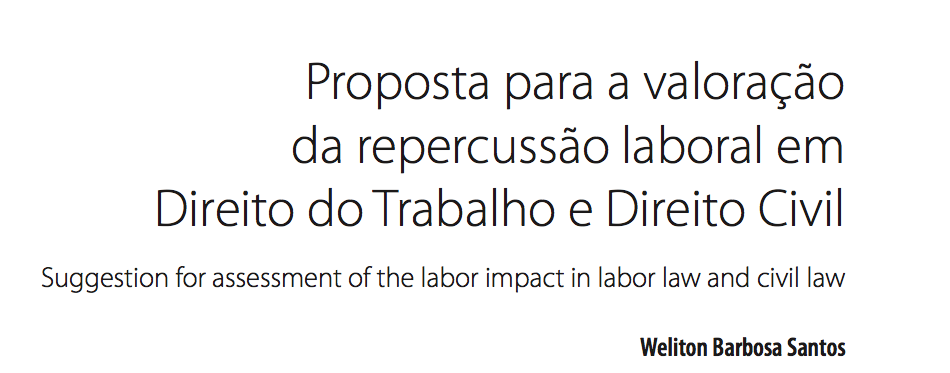 Proposta para a valoração
da repercussão laboral em
Direito do Trabalho e Direito Civil
Suggestion for assessment of the labor impact in labor law and civil law
Weliton Barbosa Santos